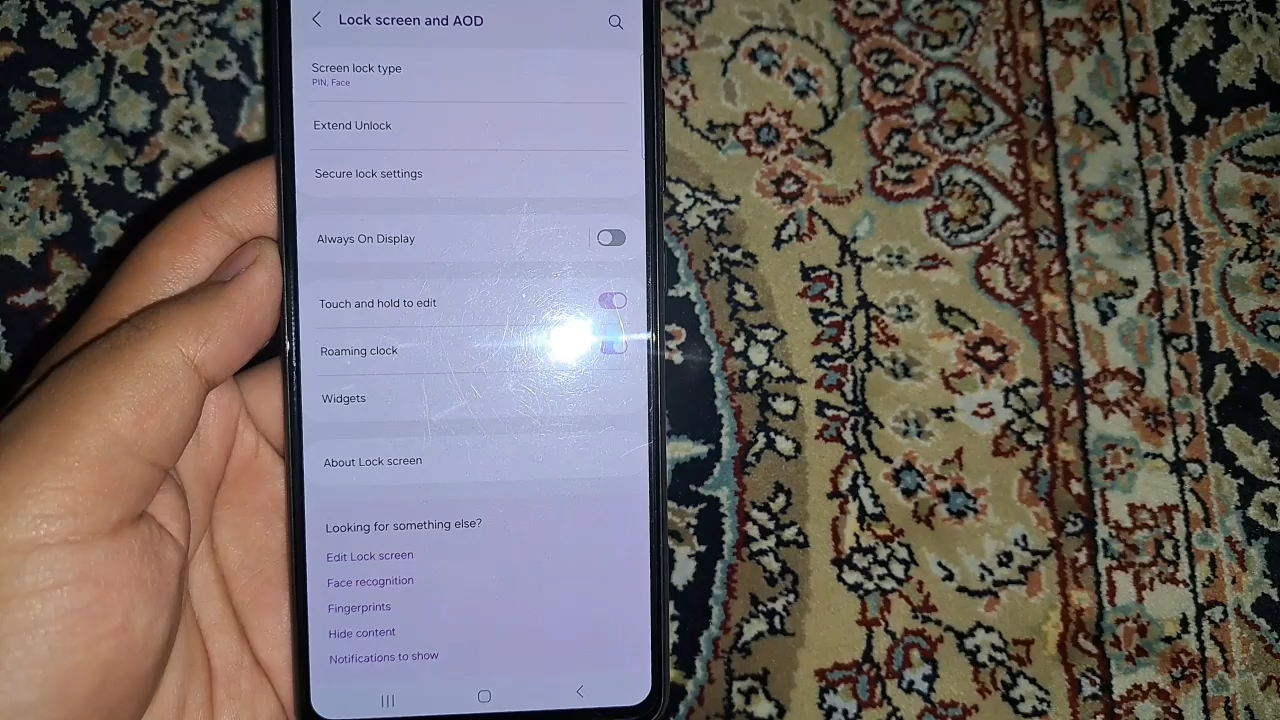 Lock screen and AOD
Screen lock type
PIN, Face
Extend Unlock
Secure lock settings
Always On Display
Touch and hold to edit
Roaming clock
Widgets
About Lock screen
Looking for something else?
Edit Lock screen
Face recognition
Fingerprints
Hide content
Notifications to show